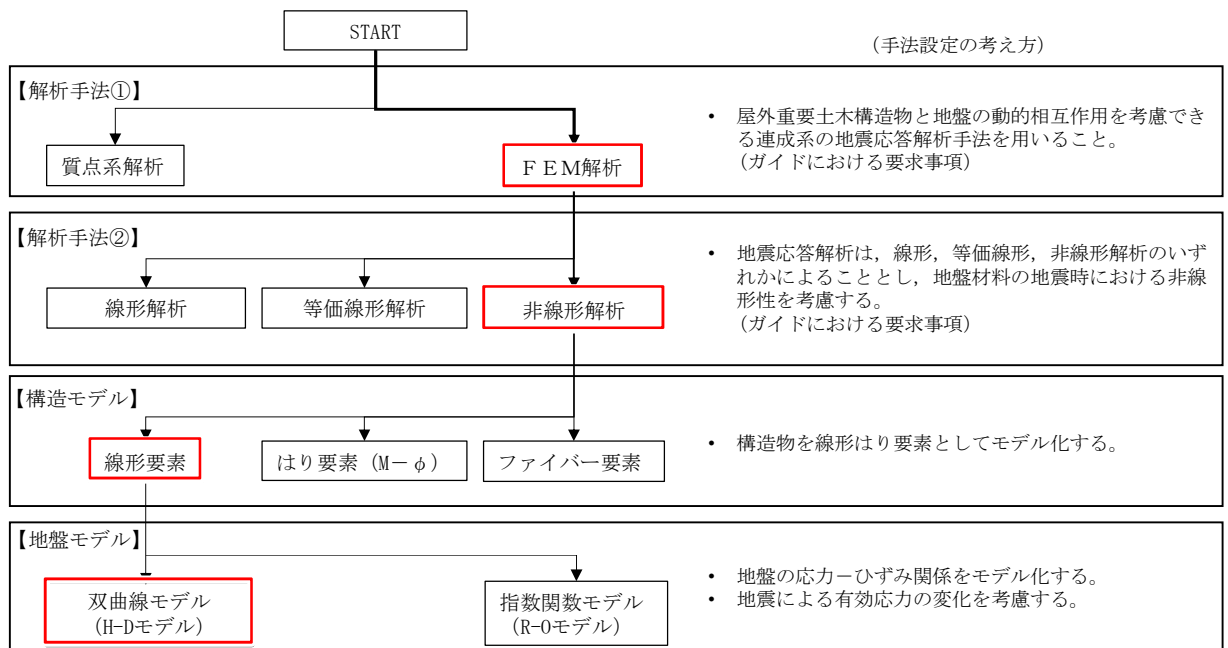 START
（手法設定の考え方）
【解析手法①】
質点系解析
ＦＥＭ解析
• 屋外重要土木構造物と地盤の動的相互作用を考慮でき
る連成系の地震応答解析手法を用いること。
（ガイドにおける要求事項）
【解析手法②】
線形解析
等価線形解析
非線形解析
• 地震応答解析は，線形，等価線形，非線形解析のいず
れかによることとし，地盤材料の地震時における非線
形性を考慮する。
（ガイドにおける要求事項）
【構造モデル】
線形要素
はり要素（M－φ）
ファイバー要素
• 構造物を線形はり要素としてモデル化する。
【地盤モデル】
双曲線モデル
（H-Dモデル）
指数関数モデル
（R-Oモデル）
• 地盤の応力－ひずみ関係をモデル化する。
• 地震による有効応力の変化を考慮する。